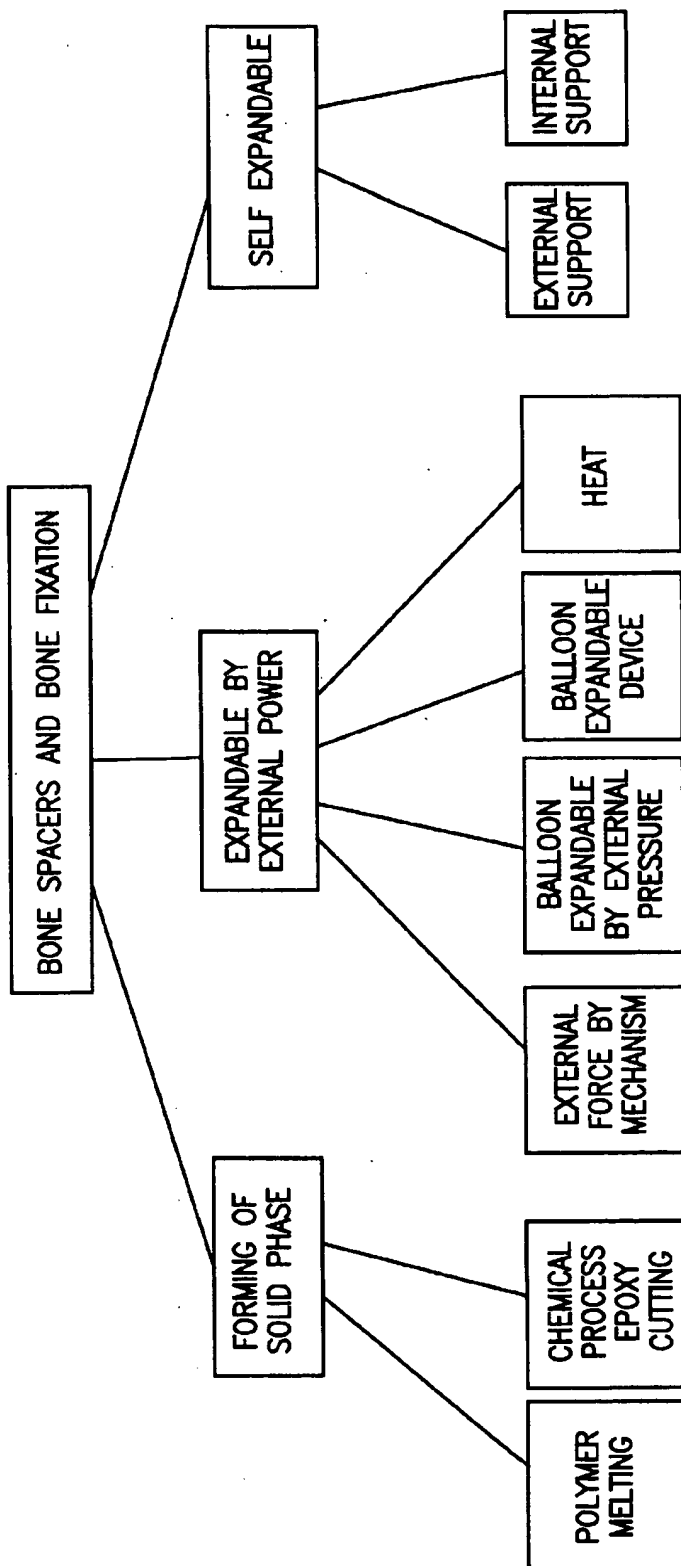 BONE SPACERS AND BONE FIXATION
FORMING OF
SOLID PHASE
EXPANDABLE BY
EXTERNAL POWER
SELF EXPANDABLE
POLYMER
MELTING
CHEMICAL
PROCESS
EPOXY
CUTTING
EXTERNAL
FORCE BY
MECHANISM
BALLOON
EXPANDABLE
BY EXTERNAL
PRESSURE
BALLOON
EXPANDABLE
DEVICE
HEAT
EXTERNAL
SUPPORT
INTERNAL
SUPPORT